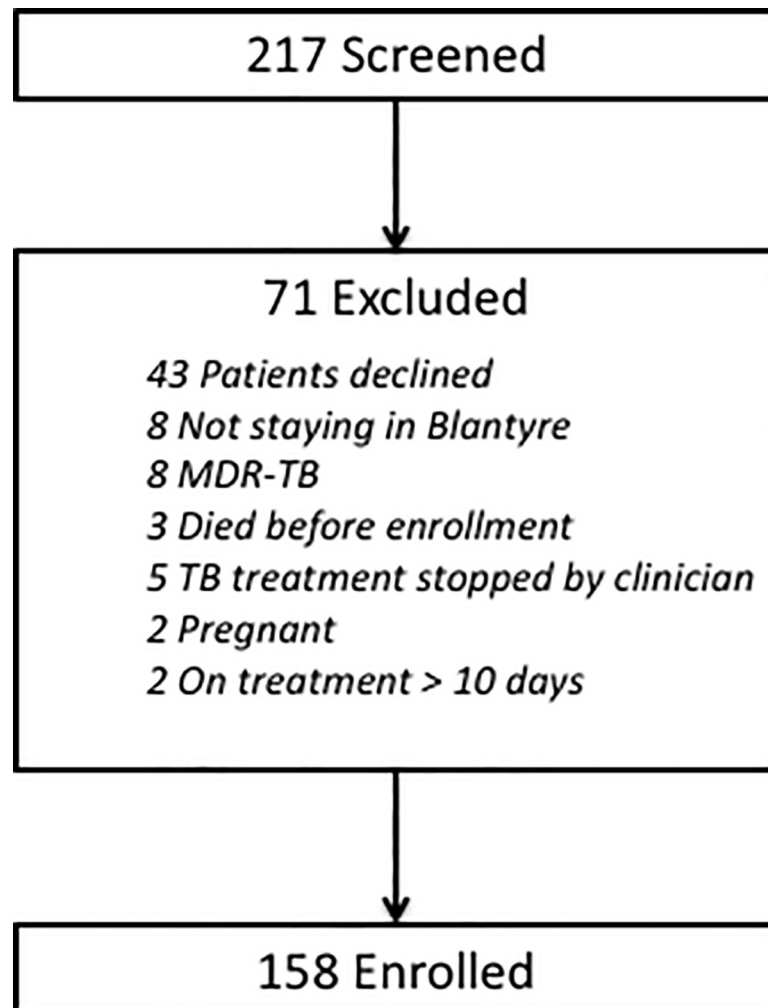 217 Screened
71 Excluded
43 Patients declined
8 Not staying in Blantyre
8 MDR-TB
3 Died before enrollment
5 TB treatment stopped by clinician
2 Pregnant
2 On treatment > 10 days
158 Enrolled